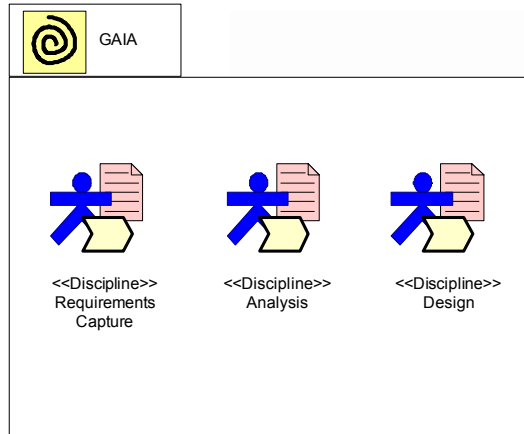 GAIA
<<Discipline>>
Requirements
Capture
<<Discipline>>
Analysis
<<Discipline>>
Design